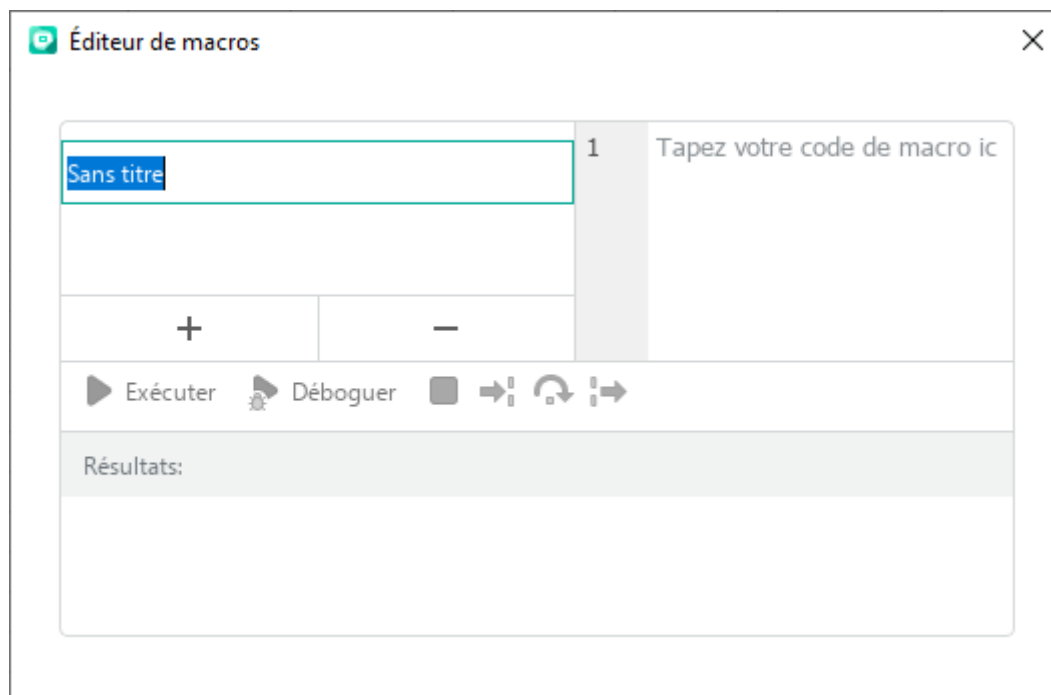 Éditeur de macros
Sans titre
1 Tapez votre code de macro ic
Exécuter Déboguer
Résultats: